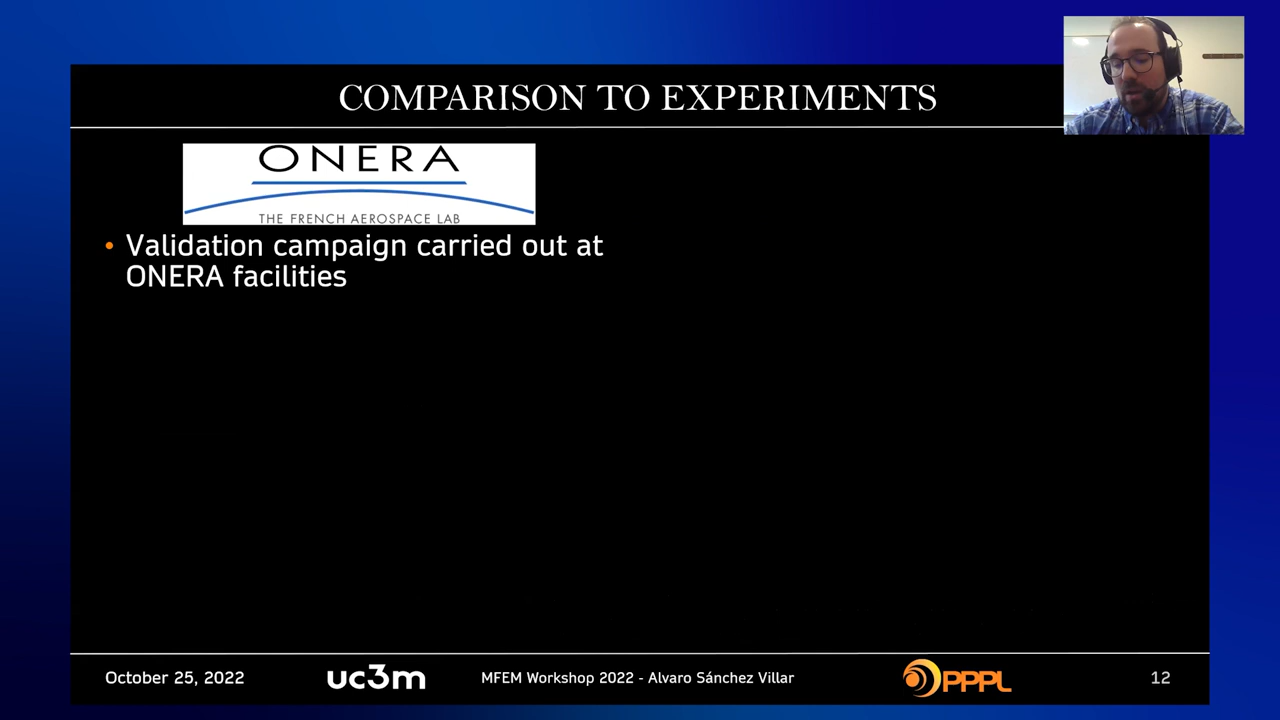 COMPARISON TO EXPERIMENTS
ONERA
THE FRENCH AEROSPACE LAB
• Validation campaign carried out at
ONERA facilities
October 25, 2022
uc3m
MFEM Workshop 2022 - Alvaro Sánchez Villar
PPPL
12